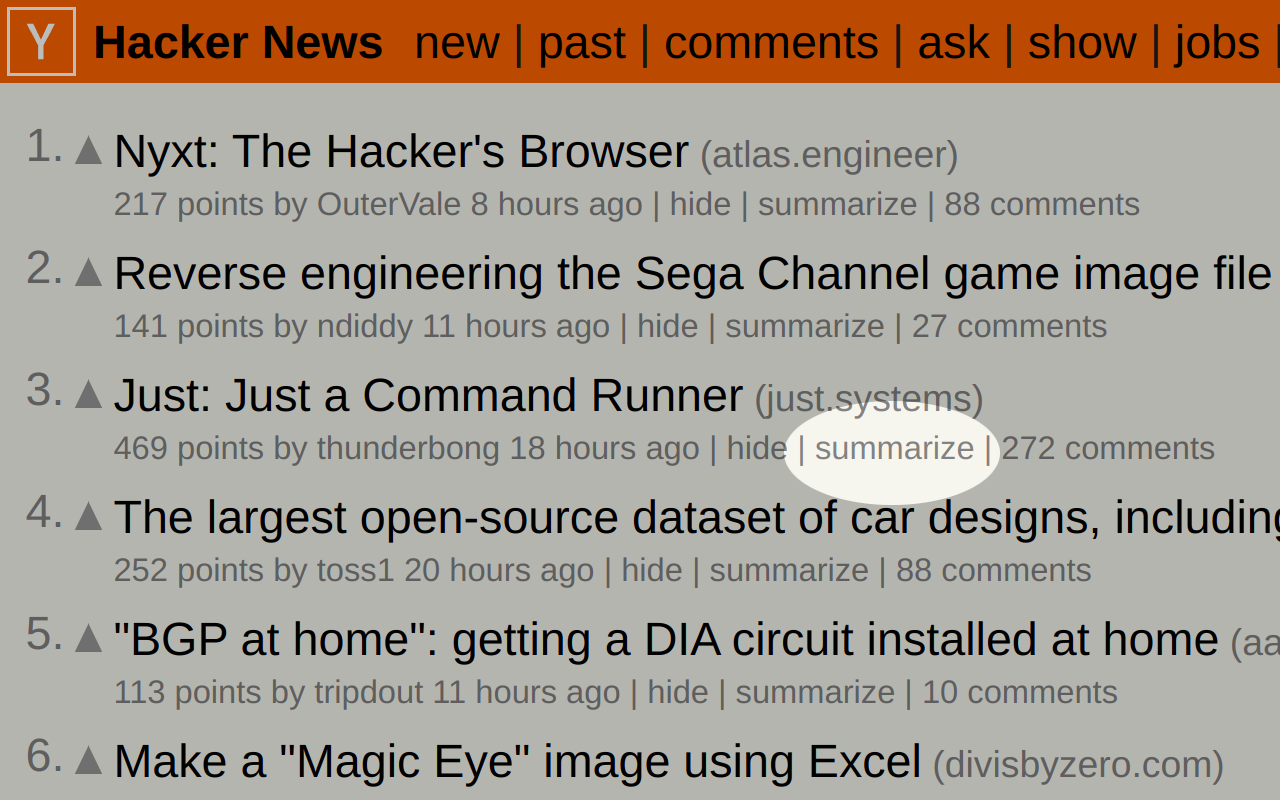 Y Hacker News new | past | comments | ask | show | jobs |
1. ▲ Nyxt: The Hacker's Browser (atlas.engineer)
217 points by OuterVale 8 hours ago | hide | summarize | 88 comments
2. ▲ Reverse engineering the Sega Channel game image file
141 points by ndiddy 11 hours ago | hide | summarize | 27 comments
3. ▲ Just: Just a Command Runner (just.systems)
469 points by thunderbong 18 hours ago | hide | summarize | 272 comments
4. ▲ The largest open-source dataset of car designs, including
252 points by toss1 20 hours ago | hide | summarize | 88 comments
5. ▲ "BGP at home": getting a DIA circuit installed at home (aa
113 points by tripdout 11 hours ago | hide | summarize | 10 comments
6. ▲ Make a "Magic Eye" image using Excel (divisbyzero.com)